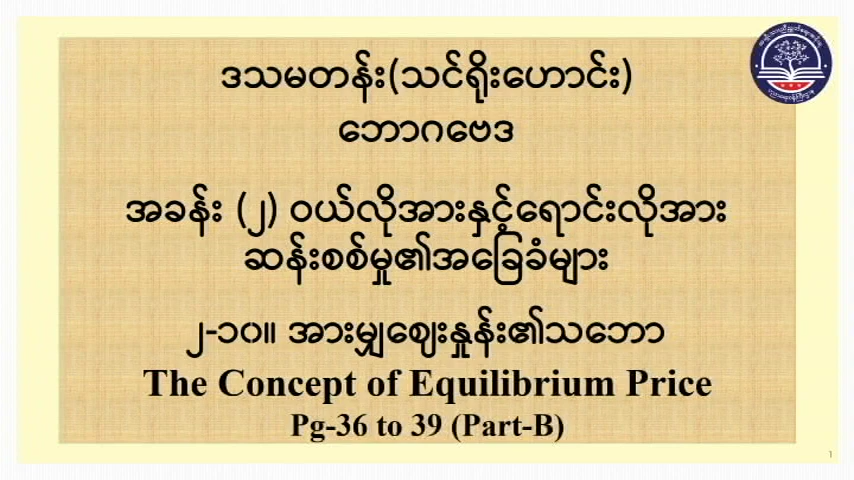 ဒသမတန်း(သင်ရိုးဟောင်း)
ဘောဂဗေဒ
အခန်း (၂) ဝယ်လိုအားနှင့်ရောင်းလိုအား
ဆန်းစစ်မှု၏အခြေခံများ
၂-၁၀။ အားမျှဈေးနှုန်း၏သဘော
The Concept of Equilibrium Price
Pg-36 to 39 (Part-B)
1